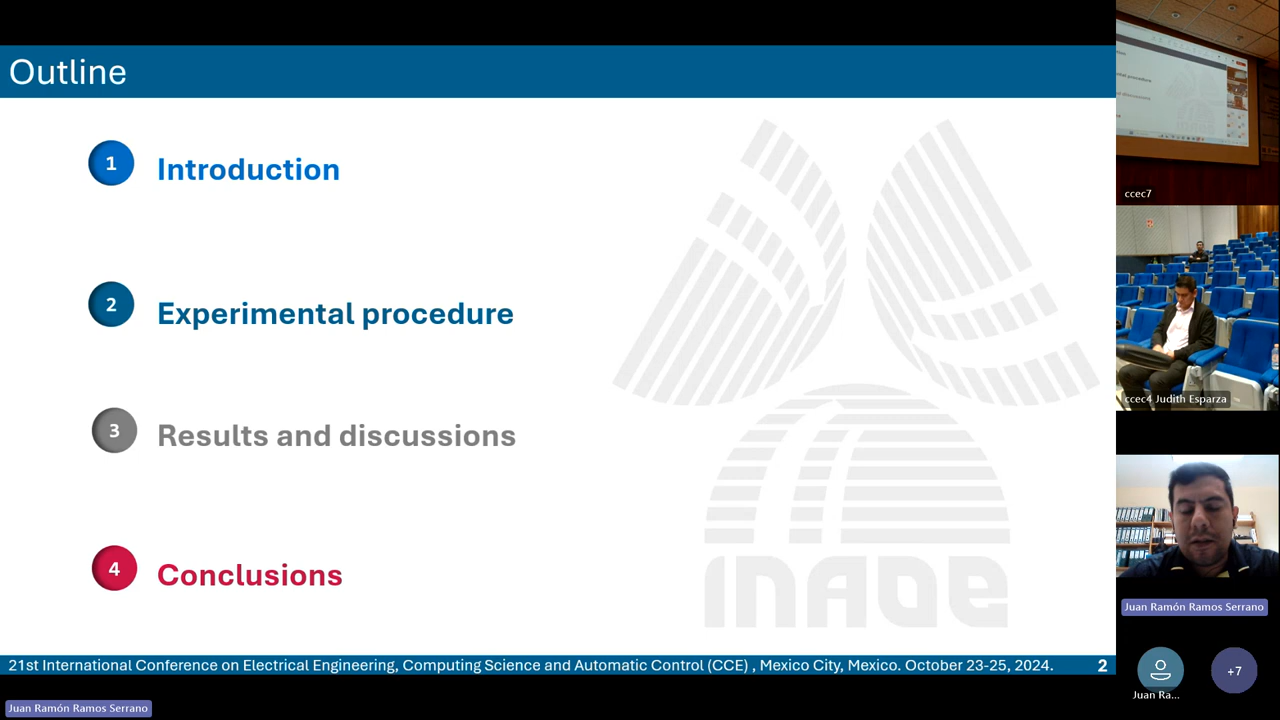 Outline
1 Introduction
2 Experimental procedure
3 Results and discussions
4 Conclusions
INAOE
21st International Conference on Electrical Engineering, Computing Science and Automatic Control (CCE) , Mexico City, Mexico. October 23-25, 2024. 2
Juan Ramón Ramos Serrano
ccec7
ccec4 Judith Esparza
Juan Ramón Ramos Serrano
Juan Ra...
+7